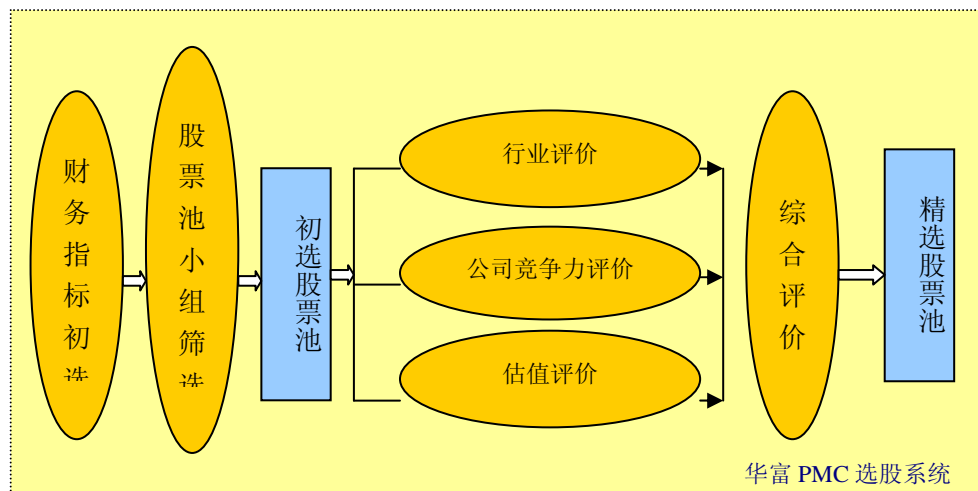 财务指标初选
股票池小组筛选
初选股票池
行业评价
公司竞争力评价
估值评价
综合评价
精选股票池
华富 PMC 选股系统